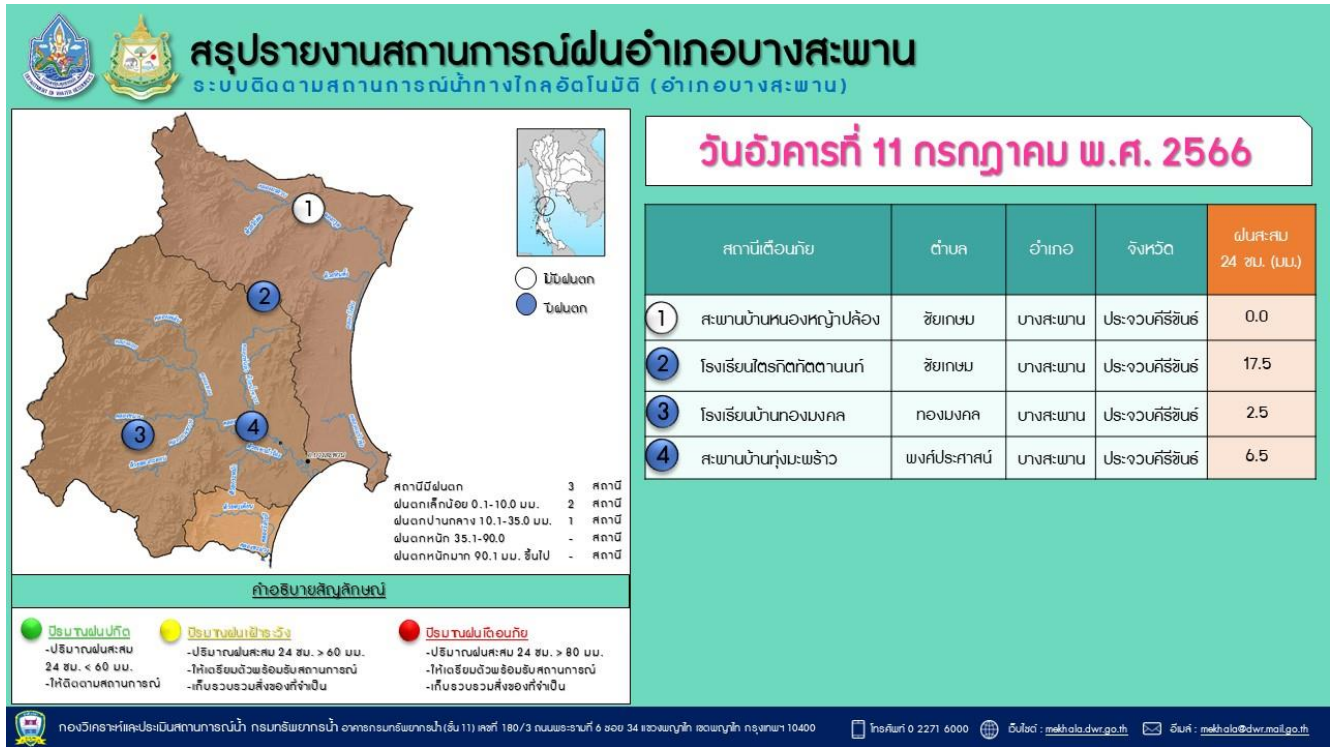 สรุปรายงานสถานการณ์ฝนอำเภอบางสะพาน
ระบบติดตามสถานการณ์น้ำทางไกลอัตโนมัติ (อำเภอบางสะพาน)
วันอังคารที่ 11 กรกฎาคม พ.ศ. 2566
1
2
3
4
ไม่มีฝนตก
มีฝนตก
สถานีมีฝนตก 3 สถานี
ฝนตกเล็กน้อย 0.1-10.0 มม. 2 สถานี
ฝนตกปานกลาง 10.1-35.0 มม. 1 สถานี
ฝนตกหนัก 35.1-90.0 - สถานี
ฝนตกหนักมาก 90.1 มม. ขึ้นไป - สถานี
สถานีเตือนภัย ตำบล อำเภอ จังหวัด ฝนสะสม
24 ชม. (มม.)
1 สะพานบ้านหนองหญ้าปล้อง ชัยเกษม บางสะพาน ประจวบคีรีขันธ์ 0.0
2 โรงเรียนไตรกิตทัตตานนท์ ชัยเกษม บางสะพาน ประจวบคีรีขันธ์ 17.5
3 โรงเรียนบ้านทองมงคล ทองมงคล บางสะพาน ประจวบคีรีขันธ์ 2.5
4 สะพานบ้านทุ่งมะพร้าว พงศ์ประศาสน์ บางสะพาน ประจวบคีรีขันธ์ 6.5
คำอธิบายสัญลักษณ์
ปริมาณฝนปกติ
-ปริมาณฝนสะสม
24 ชม. < 60 มม.
-ให้ติดตามสถานการณ์
ปริมาณฝนเฝ้าระวัง
-ปริมาณฝนสะสม 24 ชม. > 60 มม.
-ให้เตรียมตัวพร้อมรับสถานการณ์
-เก็บรวบรวมสิ่งของที่จำเป็น
ปริมาณฝนเตือนภัย
-ปริมาณฝนสะสม 24 ชม. > 80 มม.
-ให้เตรียมตัวพร้อมรับสถานการณ์
-เก็บรวบรวมสิ่งของที่จำเป็น
กองวิเคราะห์และประเมินสถานการณ์น้ำ กรมทรัพยากรน้ำ อาคารกรมทรัพยากรน้ำ (ชั้น 11) เลขที่ 180/3 ถนนพระรามที่ 6 ซอย 34 แขวงพญาไท เขตพญาไท กรุงเทพฯ 10400 โทรศัพท์ 0 2271 6000 เว็บไซต์ : mekhala.dwr.go.th อีเมล์ : mekhala@dwr.mail.go.th